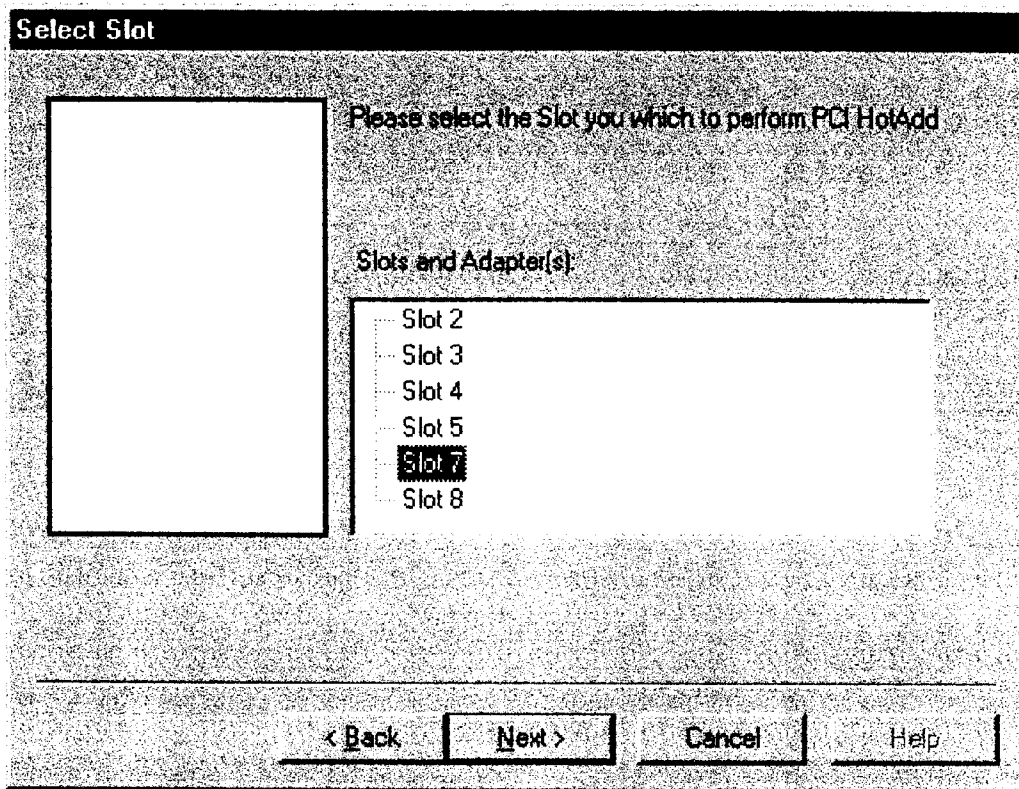 Select Slot
Please select the Slot you which to perform PCI HotAdd
Slots and Adapter(s):
Slot 2
Slot 3
Slot 4
Slot 5
Slot 7
Slot 8
< Back Next > Cancel Help